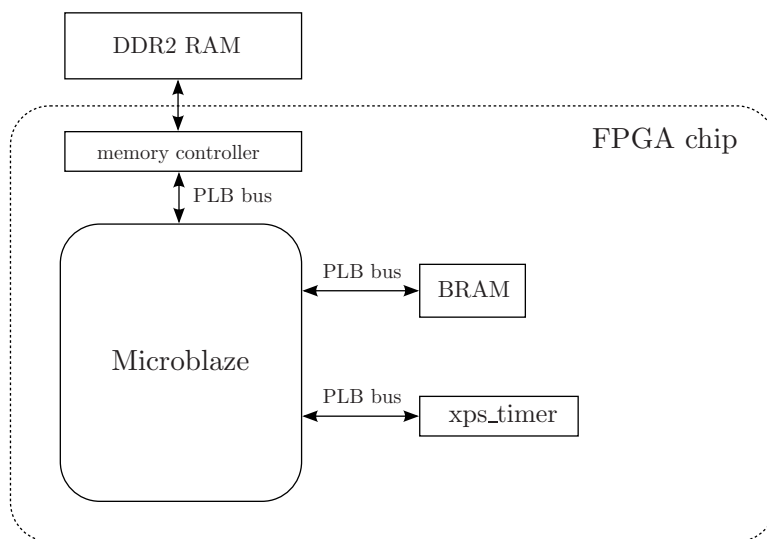 DDR2 RAM
FPGA chip
memory controller
PLB bus
PLB bus
BRAM
Microblaze
PLB bus
xps_timer